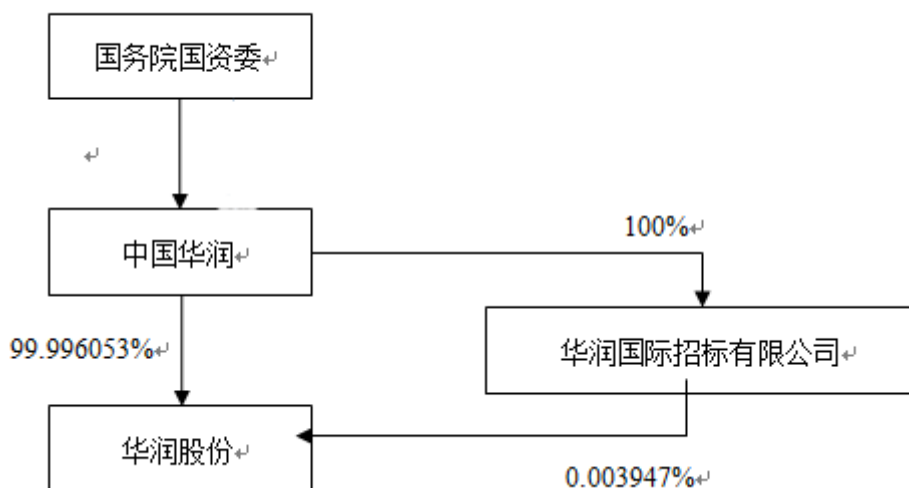 国务院国资委↵
↵
中国华润↵
100%↵
99.996053%↵
华润国际招标有限公司↵
华润股份↵
0.003947%↵